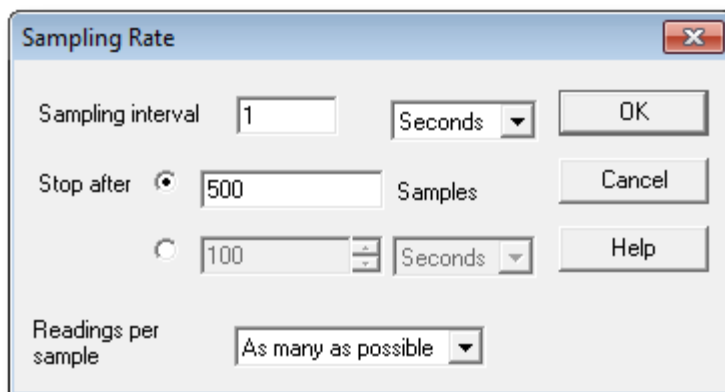 Sampling Rate
Sampling interval 1 Seconds OK
Stop after 500 Samples Cancel
100 Seconds Help
Readings per
sample As many as possible